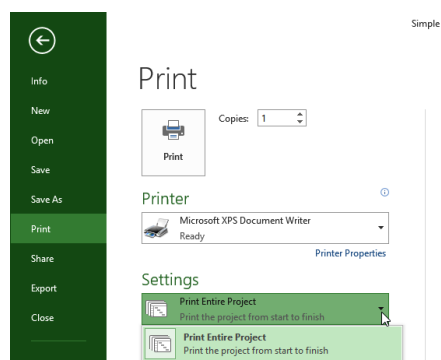 Simple
Info
New
Open
Save
Save As
Print
Share
Export
Close
Print
Copies: 1
Print
Printer
Microsoft XPS Document Writer
Ready
Printer Properties
Settings
Print Entire Project
Print the project from start to finish
Print Entire Project
Print the project from start to finish